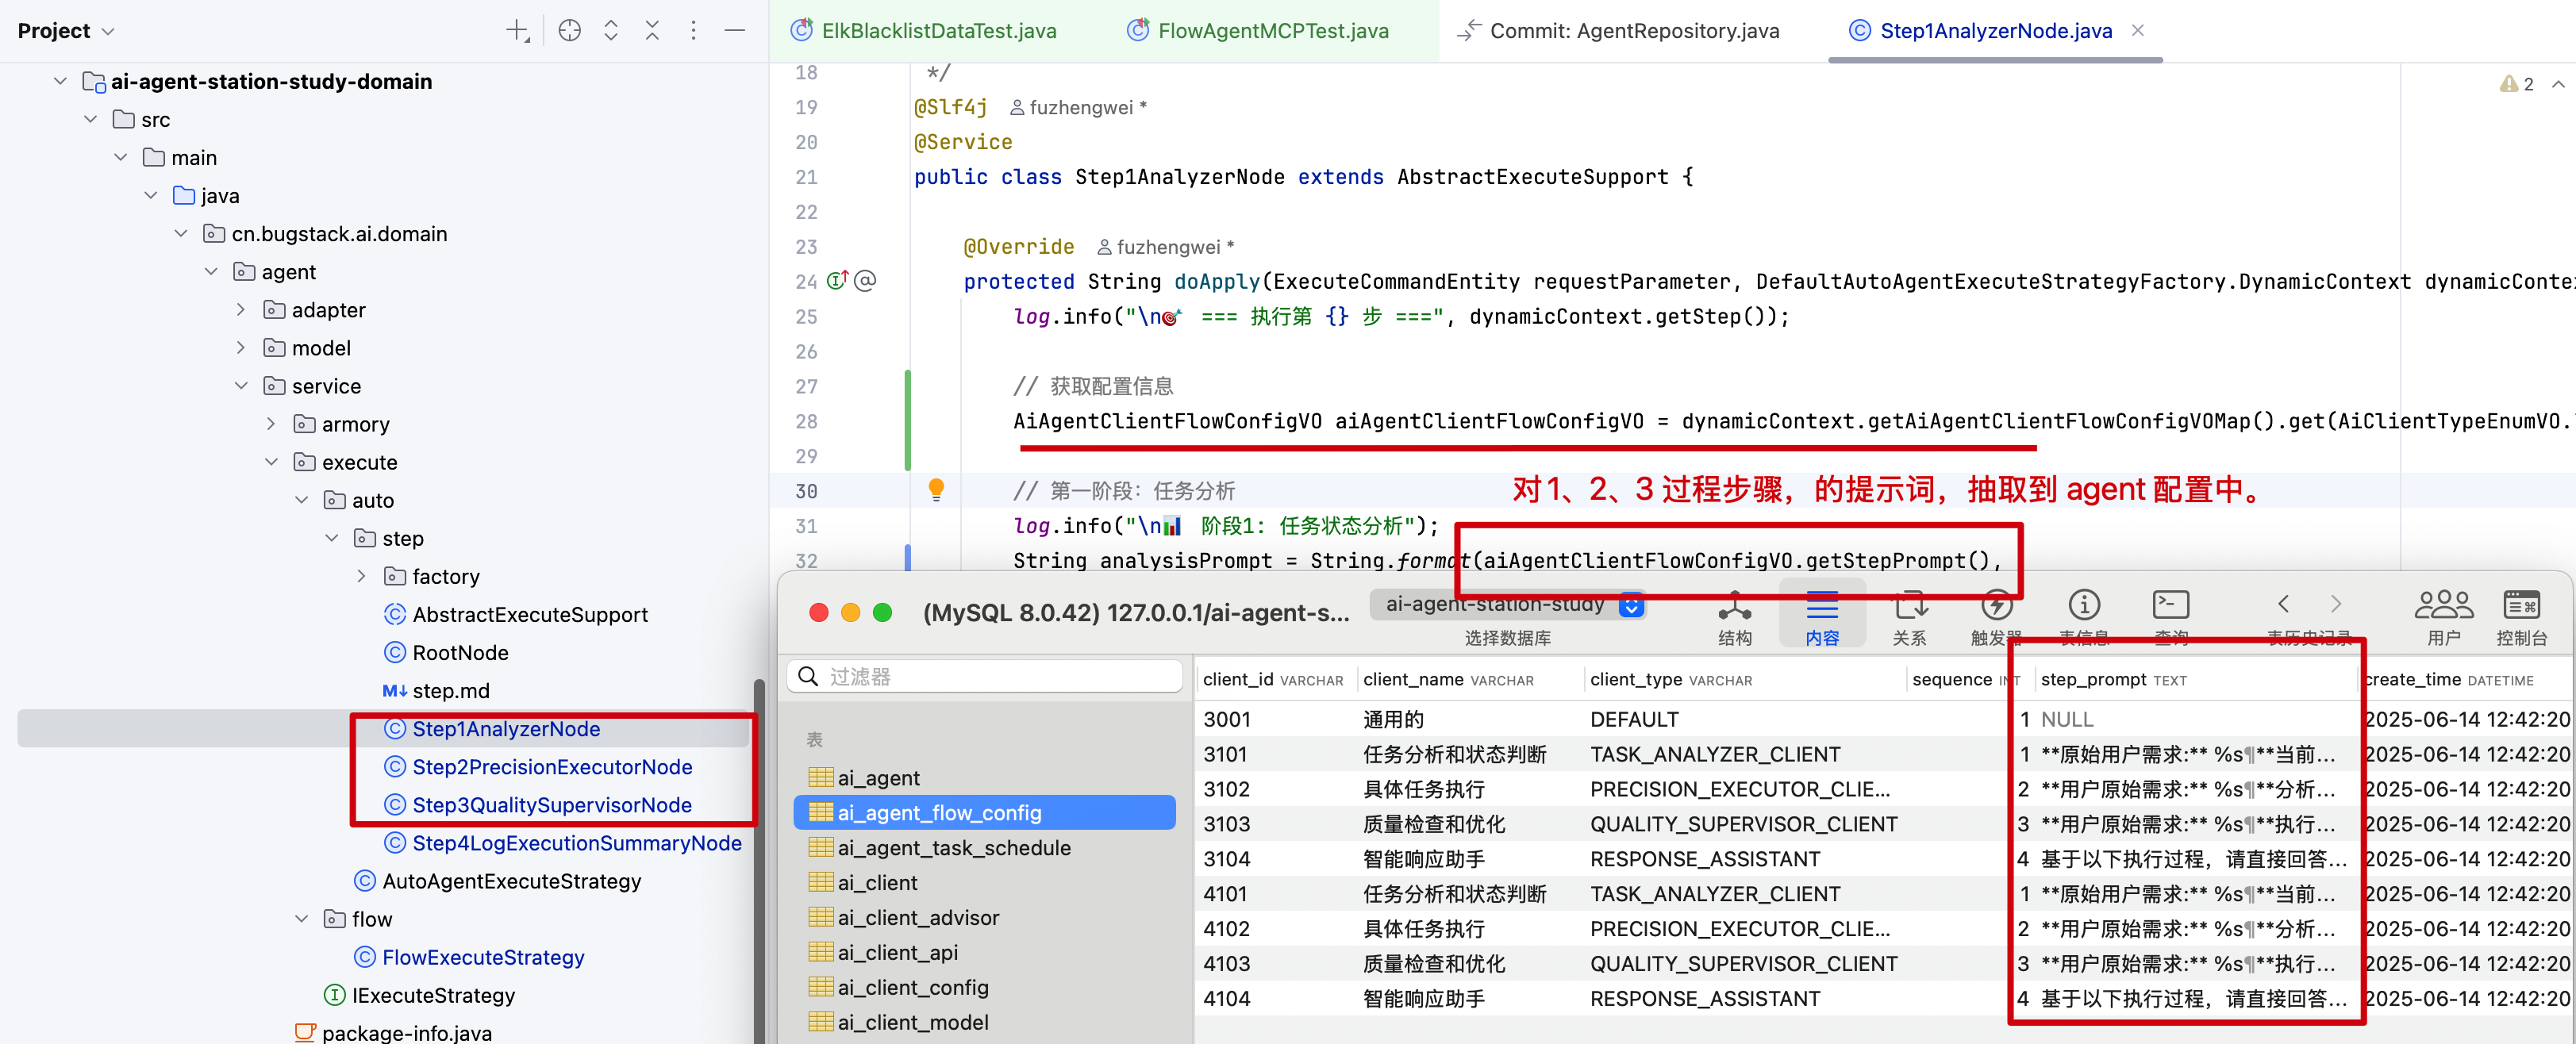 Project
ElkBlacklistDataTest.java
FlowAgentMCPTest.java
Commit: AgentRepository.java
Step1AnalyzerNode.java
ai-agent-station-study-domain
src
main
java
cn.bugstack.ai.domain
agent
adapter
model
service
armory
execute
auto
step
factory
AbstractExecuteSupport
RootNode
M↓ step.md
Step1AnalyzerNode
Step2PrecisionExecutorNode
Step3QualitySupervisorNode
Step4LogExecutionSummaryNode
AutoAgentExecuteStrategy
flow
FlowExecuteStrategy
IExecuteStrategy
package-info.java
2
18 */
19 @Slf4j fuzhengwei *
20 @Service
21 public class Step1AnalyzerNode extends AbstractExecuteSupport {
22
23 @Override fuzhengwei *
24 protected String doApply(ExecuteCommandEntity requestParameter, DefaultAutoAgentExecuteStrategyFactory.DynamicContext dynamicConte
25 log.info("\n🎯 === 执行第 {} 步 ===", dynamicContext.getStep());
26
27 // 获取配置信息
28 AiAgentClientFlowConfigVO aiAgentClientFlowConfigVO = dynamicContext.getAiAgentClientFlowConfigVOMap().get(AiClientTypeEnumVO.
29
30 // 第一阶段：任务分析
对 1、2、3 过程步骤，的提示词，抽取到 agent 配置中。
31 log.info("\n📊 阶段1: 任务状态分析");
32 String analysisPrompt = String.format(aiAgentClientFlowConfigVO.getStepPrompt(),
(MySQL 8.0.42) 127.0.0.1/ai-agent-s...
ai-agent-station-study
选择数据库
结构
内容
关系
触发器
表信息
查询
表历史记录
用户
控制台
过滤器
表
ai_agent
ai_agent_flow_config
ai_agent_task_schedule
ai_client
ai_client_advisor
ai_client_api
ai_client_config
ai_client_model
client_id VARCHAR client_name VARCHAR client_type VARCHAR sequence INT step_prompt TEXT create_time DATETIME
3001 通用的 DEFAULT 1 NULL 2025-06-14 12:42:20
3101 任务分析和状态判断 TASK_ANALYZER_CLIENT 1 **原始用户需求:** %s¶**当前... 2025-06-14 12:42:20
3102 具体任务执行 PRECISION_EXECUTOR_CLIE... 2 **用户原始需求:** %s¶**分析... 2025-06-14 12:42:20
3103 质量检查和优化 QUALITY_SUPERVISOR_CLIENT 3 **用户原始需求:** %s¶**执行... 2025-06-14 12:42:20
3104 智能响应助手 RESPONSE_ASSISTANT 4 基于以下执行过程，请直接回答... 2025-06-14 12:42:20
4101 任务分析和状态判断 TASK_ANALYZER_CLIENT 1 **原始用户需求:** %s¶**当前... 2025-06-14 12:42:20
4102 具体任务执行 PRECISION_EXECUTOR_CLIE... 2 **用户原始需求:** %s¶**分析... 2025-06-14 12:42:20
4103 质量检查和优化 QUALITY_SUPERVISOR_CLIENT 3 **用户原始需求:** %s¶**执行... 2025-06-14 12:42:20
4104 智能响应助手 RESPONSE_ASSISTANT 4 基于以下执行过程，请直接回答... 2025-06-14 12:42:20